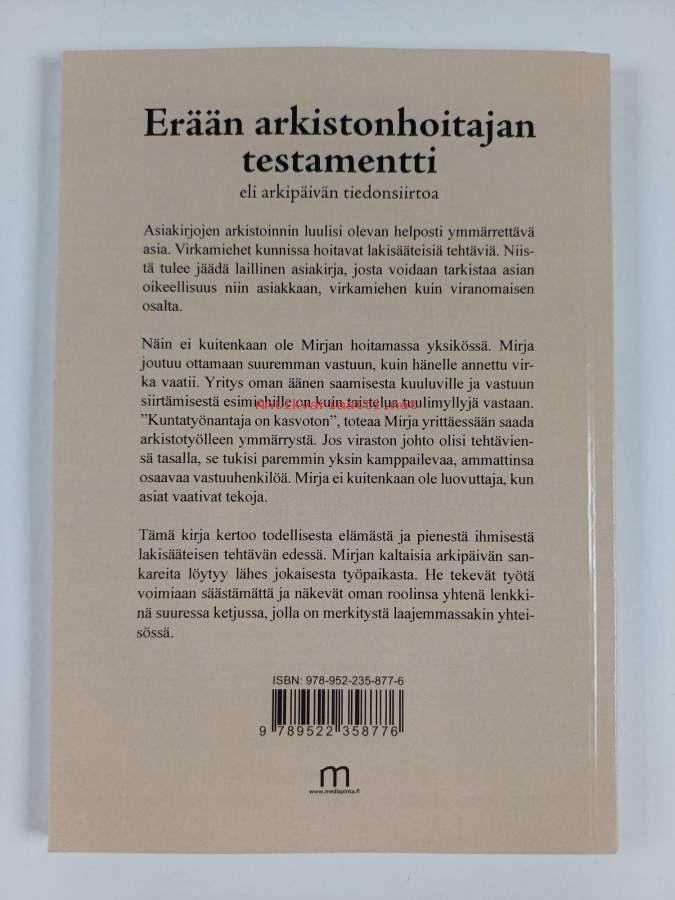 Erään arkistonhoitajan
testamentti
eli arkipäivän tiedonsiirtoa
Asiakirjojen arkistoinnin luulisi olevan helposti ymmärrettävä
asia. Virkamiehet kunnissa hoitavat lakisääteisiä tehtäviä. Niis-
tä tulee jäädä laillinen asiakirja, josta voidaan tarkistaa asian
oikeellisuus niin asiakkaan, virkamiehen kuin viranomaisen
osalta.
Näin ei kuitenkaan ole Mirjan hoitamassa yksikössä. Mirja
joutuu ottamaan suuremman vastuun, kuin hänelle annettu vir-
ka vaatii. Yritys oman äänen saamisesta kuuluville ja vastuun
siirtämisestä esimiehille on kuin taistelua tuulimyllyjä vastaan.
Antikvariaatti.net
”Kuntatyönantaja on kasvoton”, toteaa Mirja yrittäessään saada
arkistotyölleen ymmärrystä. Jos viraston johto olisi tehtävien-
sä tasalla, se tukisi paremmin yksin kamppailevaa, ammattinsa
osaavaa vastuuhenkilöä. Mirja ei kuitenkaan ole luovuttaja, kun
asiat vaativat tekoja.
Tämä kirja kertoo todellisesta elämästä ja pienestä ihmisestä
lakisääteisen tehtävän edessä. Mirjan kaltaisia arkipäivän san-
kareita löytyy lähes jokaisesta työpaikasta. He tekevät työtä
voimiaan säästämättä ja näkevät oman roolinsa yhtenä lenkki-
nä suuressa ketjussa, jolla on merkitystä laajemmassakin yhtei-
sössä.
ISBN: 978-952-235-877-6
9 789522 358776
m
www.mediapinta.fi